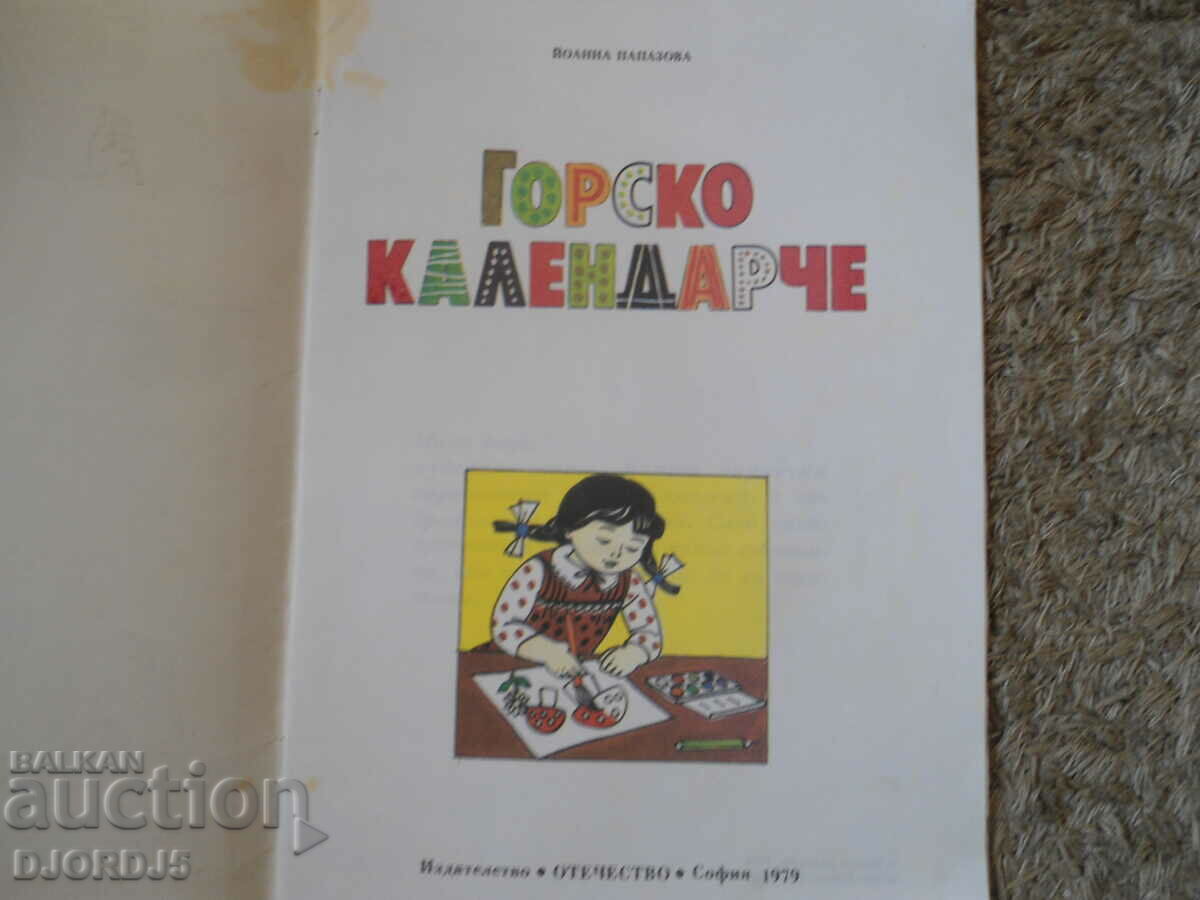 ЙОАННА ПАПАЗОВА
ГОРСКО
КАЛЕНДАРЧЕ
Издателство • ОТЕЧЕСТВО • София 1979
BALKAN
auction
DJORDJ5